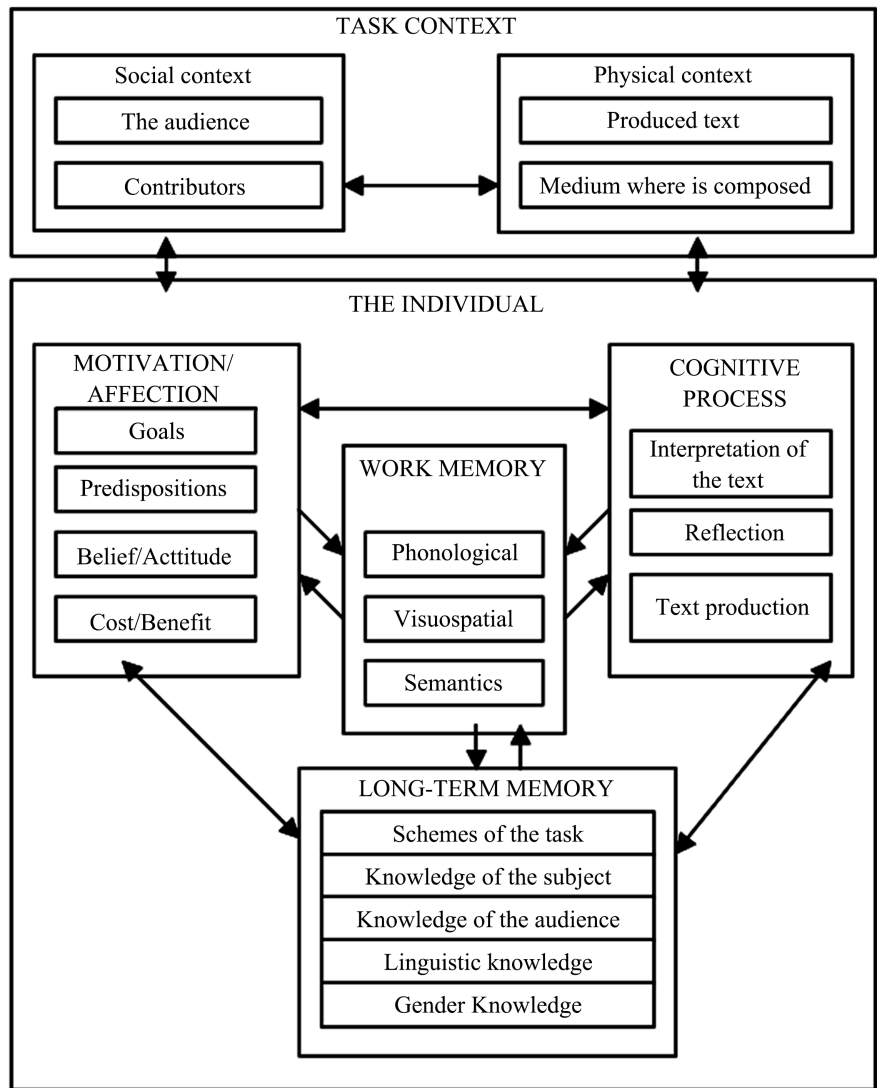 TASK CONTEXT
Social context
The audience
Contributors
Physical context
Produced text
Medium where is composed
THE INDIVIDUAL
MOTIVATION/
AFFECTION
Goals
Predispositions
Belief/Acttitude
Cost/Benefit
WORK MEMORY
Phonological
Visuospatial
Semantics
COGNITIVE
PROCESS
Interpretation of
the text
Reflection
Text production
LONG-TERM MEMORY
Schemes of the task
Knowledge of the subject
Knowledge of the audience
Linguistic knowledge
Gender Knowledge